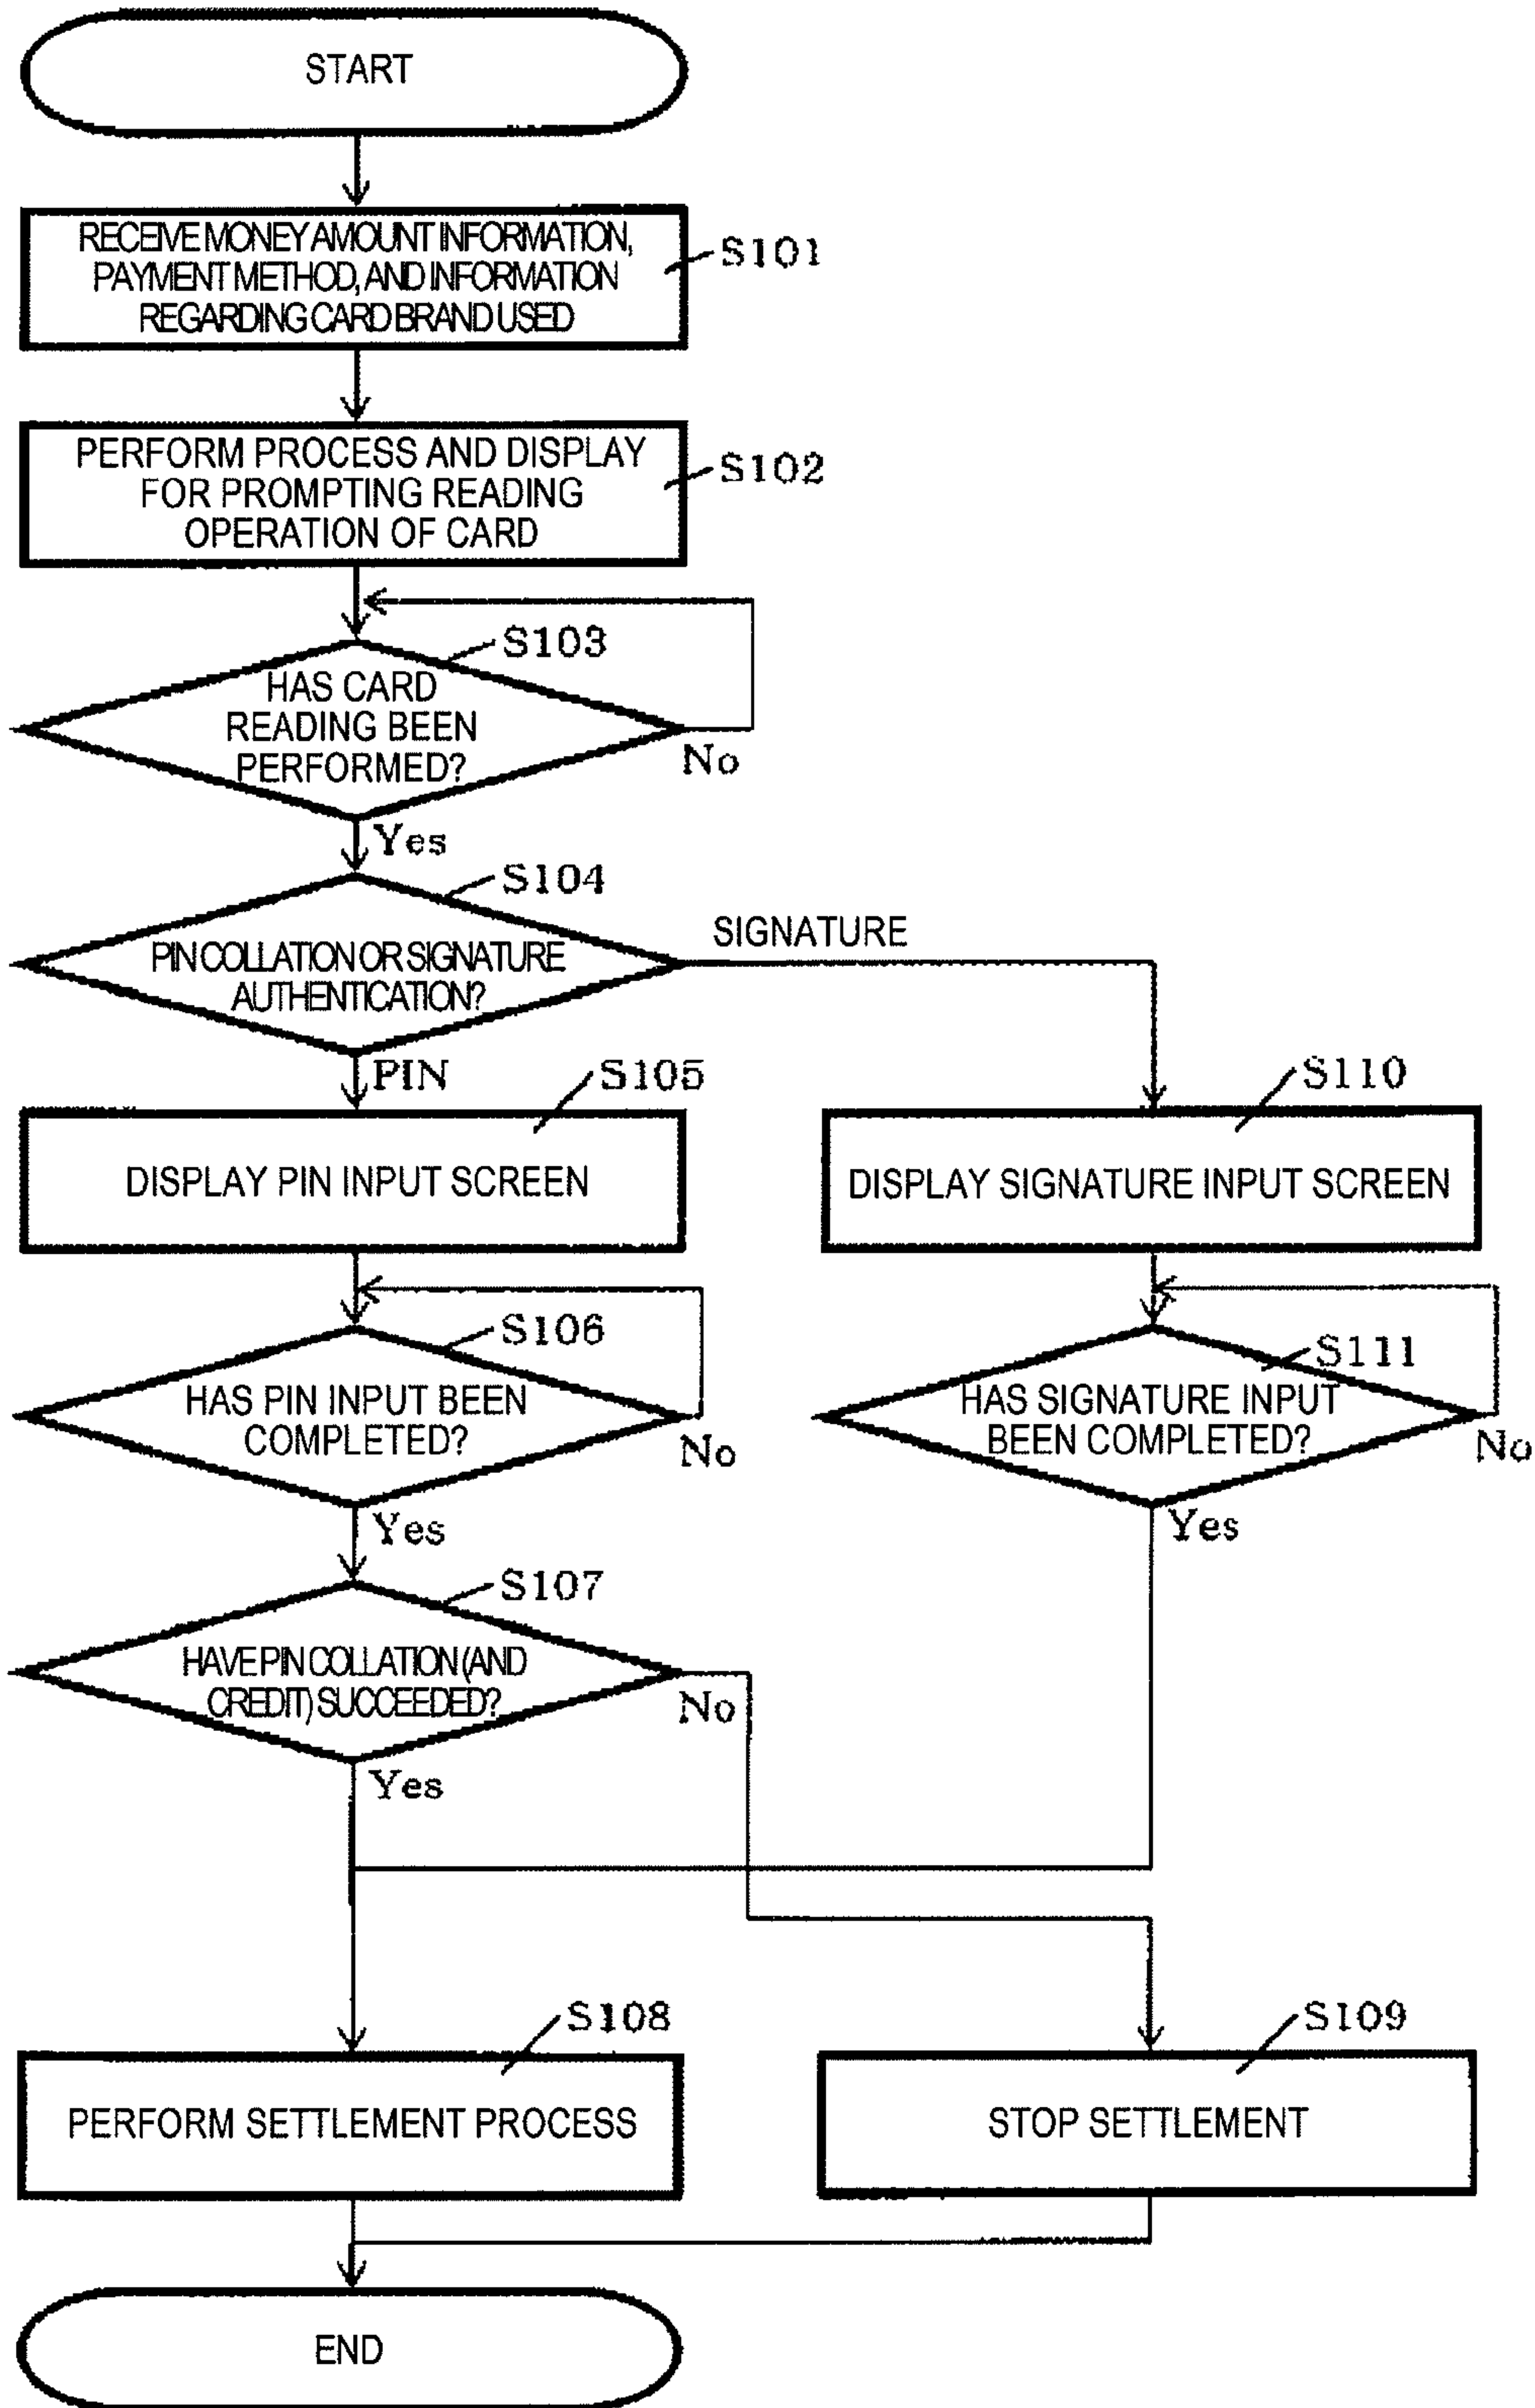 START
RECEIVE MONEY AMOUNT INFORMATION,
PAYMENT METHOD, AND INFORMATION
REGARDING CARD BRAND USED
S101
PERFORM PROCESS AND DISPLAY
FOR PROMPTING READING
OPERATION OF CARD
S102
S103
HAS CARD
READING BEEN
PERFORMED?
No
Yes
S104
PIN COLLATION OR SIGNATURE
AUTHENTICATION?
SIGNATURE
PIN
S105
DISPLAY PIN INPUT SCREEN
S110
DISPLAY SIGNATURE INPUT SCREEN
S106
HAS PIN INPUT BEEN
COMPLETED?
No
Yes
S111
HAS SIGNATURE INPUT
BEEN COMPLETED?
No
Yes
S107
HAVE PIN COLLATION (AND
CREDIT) SUCCEEDED?
No
Yes
S108
PERFORM SETTLEMENT PROCESS
S109
STOP SETTLEMENT
END